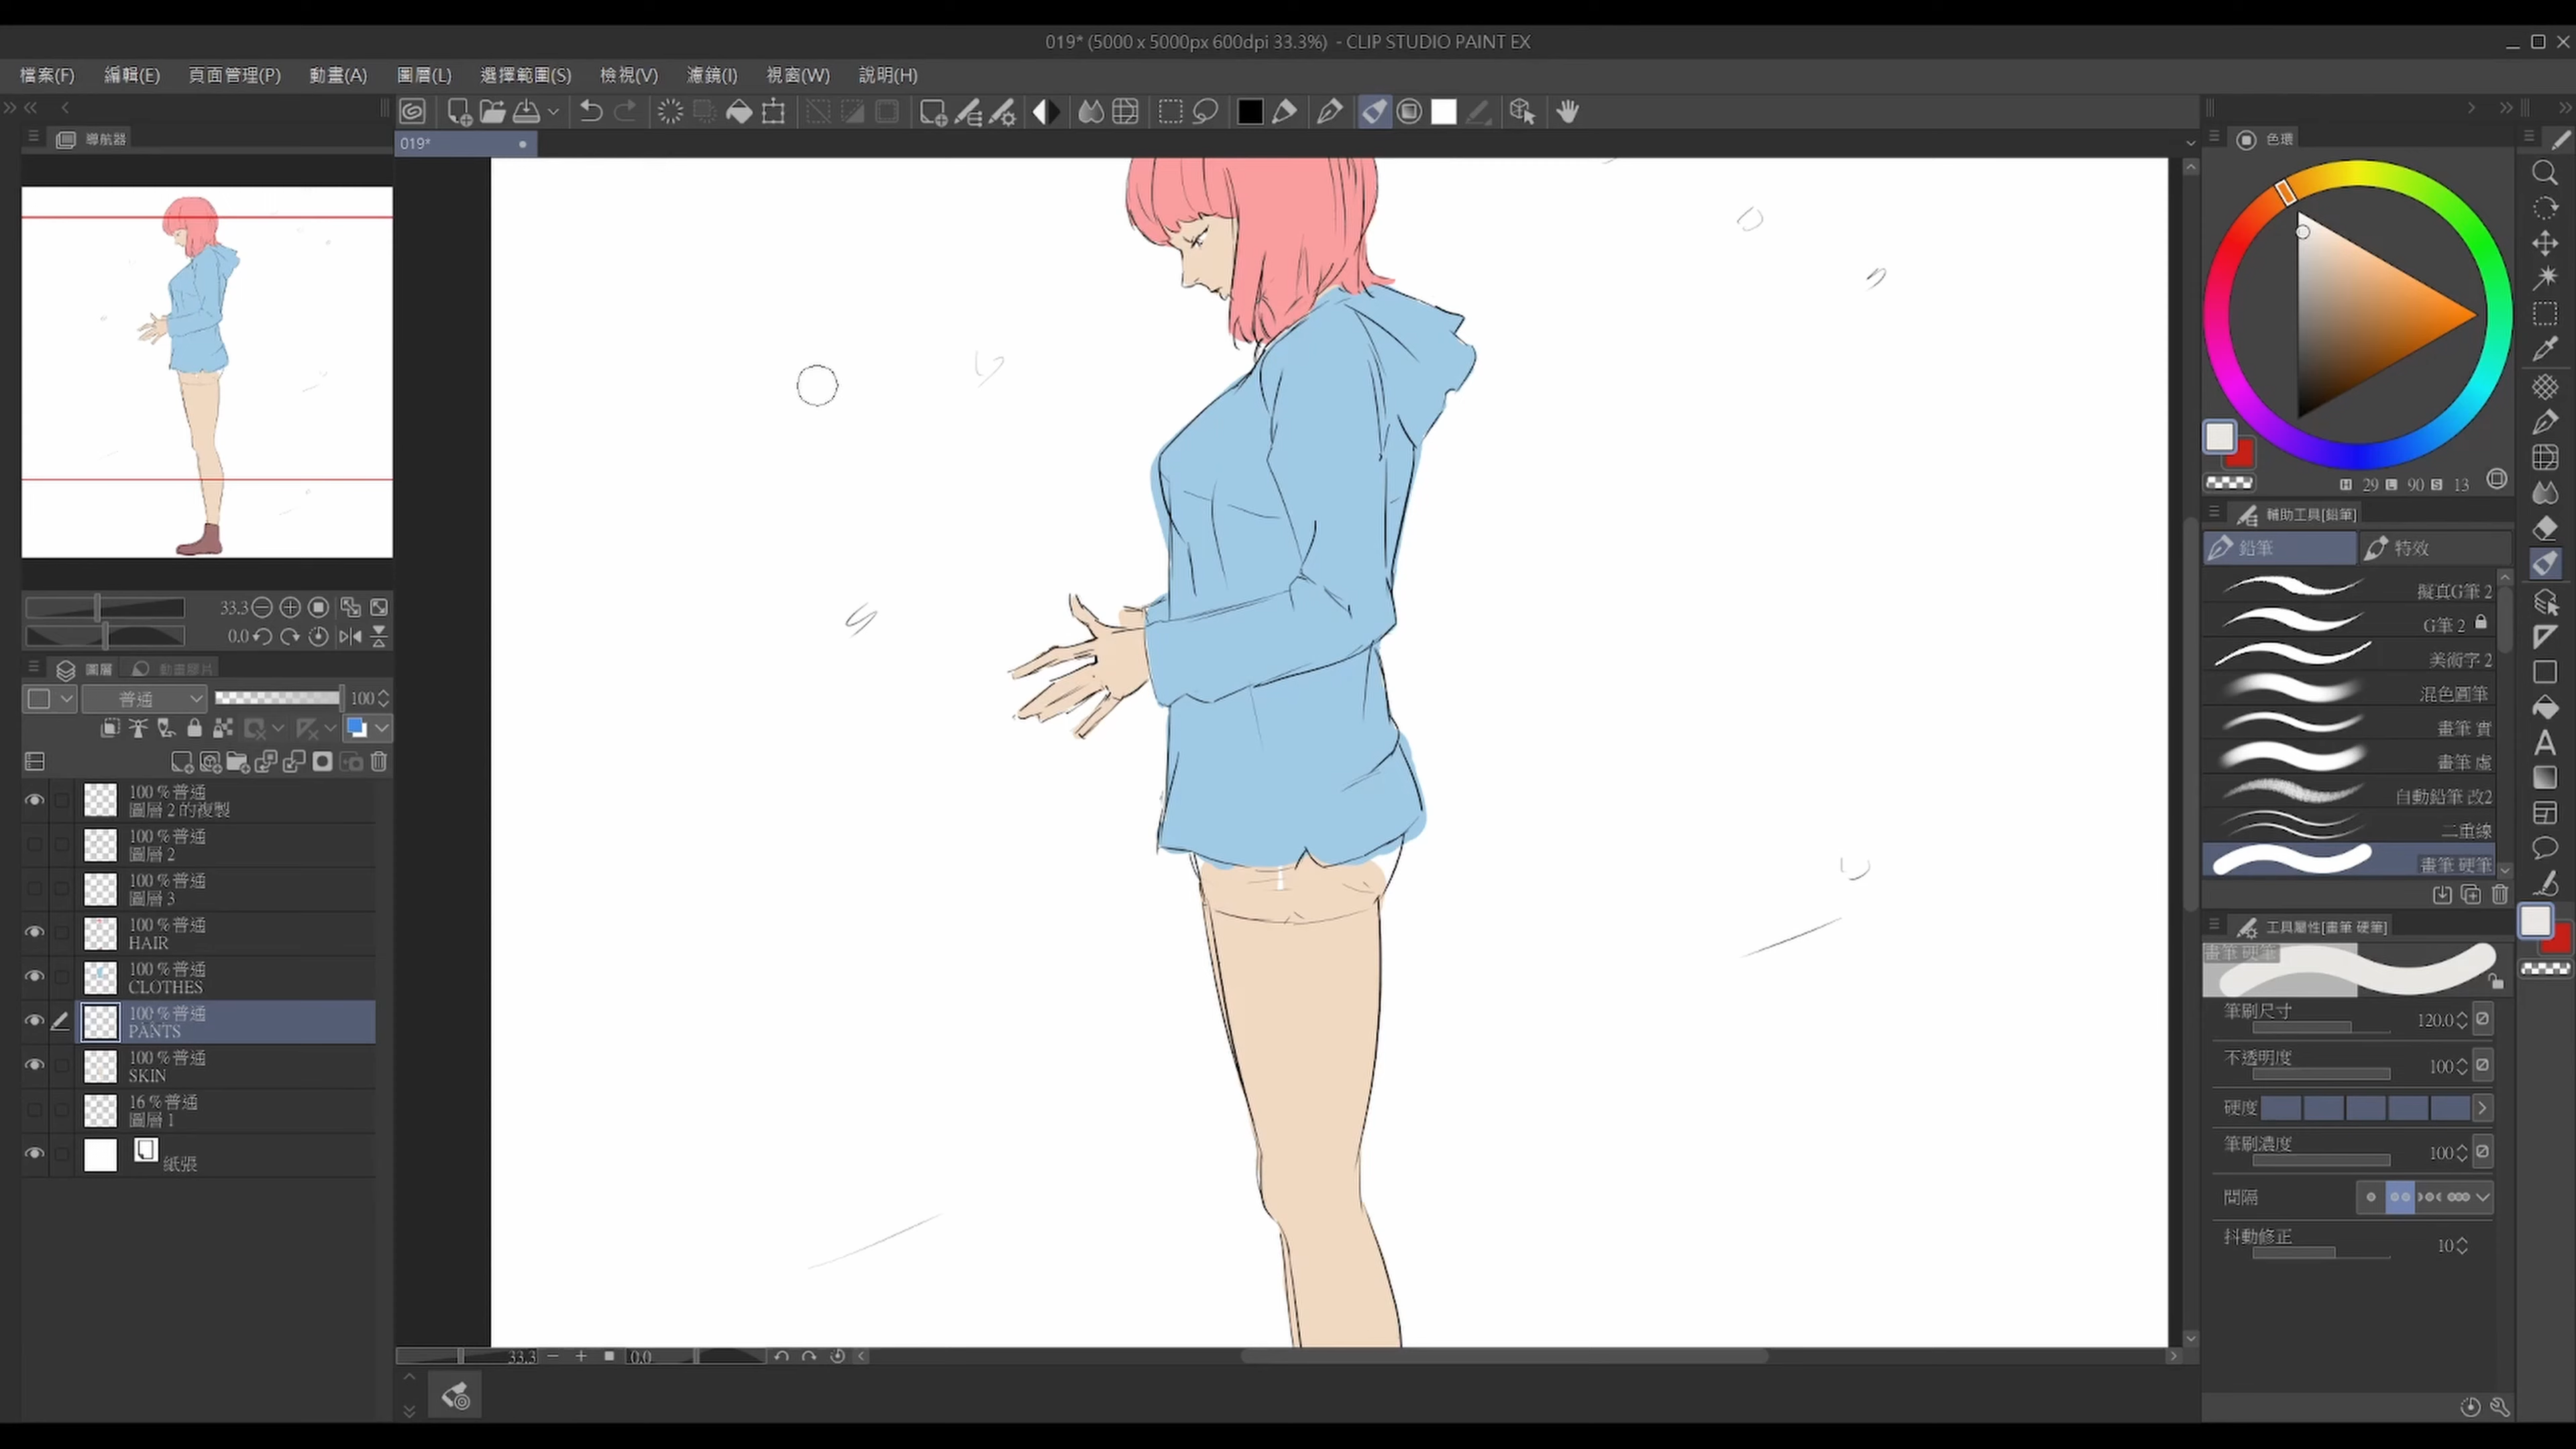 019* (5000 x 5000px 600dpi 33.3%) - CLIP STUDIO PAINT EX
檔案(F) 編輯(E) 頁面管理(P) 動畫(A) 圖層(L) 選擇範圍(S) 檢視(V) 濾鏡(I) 視窗(W) 說明(H)
導航器
019*
色環
H 29 L 90 S 13
輔助工具[鉛筆]
鉛筆 特效
擬真G筆 2
G筆 2
美術字 2
混色圓筆
畫筆 實
畫筆 虛
自動鉛筆 改2
二重線
畫筆 硬筆
工具屬性[畫筆 硬筆]
畫筆 硬筆
筆刷尺寸 120.0
不透明度 100
硬度
筆刷濃度 100
間隔
抖動修正 10
33.3
0.0
圖層 動畫膠片
普通 100
100 % 普通
圖層 2 的複製
100 % 普通
圖層 2
100 % 普通
圖層 3
100 % 普通
HAIR
100 % 普通
CLOTHES
100 % 普通
PANTS
100 % 普通
SKIN
16 % 普通
圖層 1
紙張
33.3 0.0